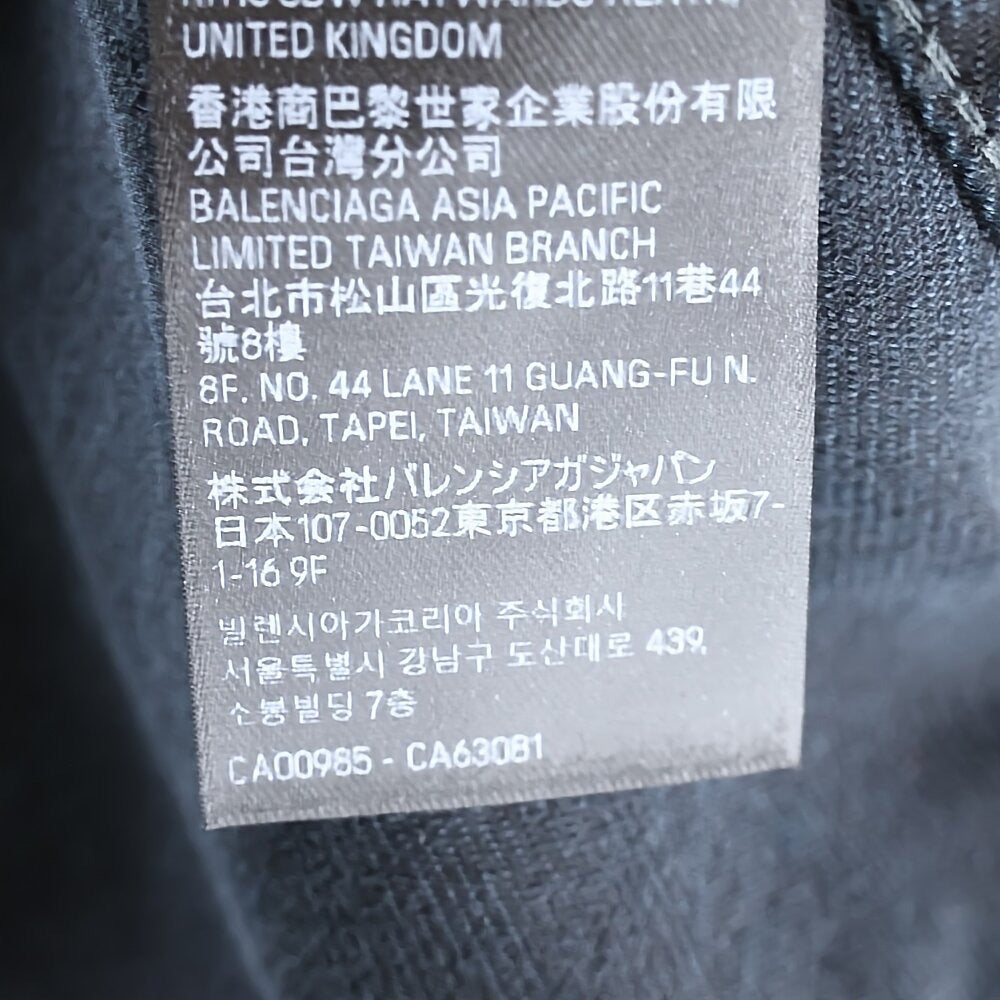 UNITED KINGDOM
香港商巴黎世家企業股份有限
公司台灣分公司
BALENCIAGA ASIA PACIFIC
LIMITED TAIWAN BRANCH
台北市松山區光復北路11巷44
號8樓
8F. NO. 44 LANE 11 GUANG-FU N.
ROAD, TAPEI, TAIWAN
株式会社バレンシアガジャパン
日本107-0052東京都港区赤坂7-
1-16 9F
발렌시아가코리아 주식회사
서울특별시 강남구 도산대로 439,
소봉빌딩 7층
CA00985 - CA63081